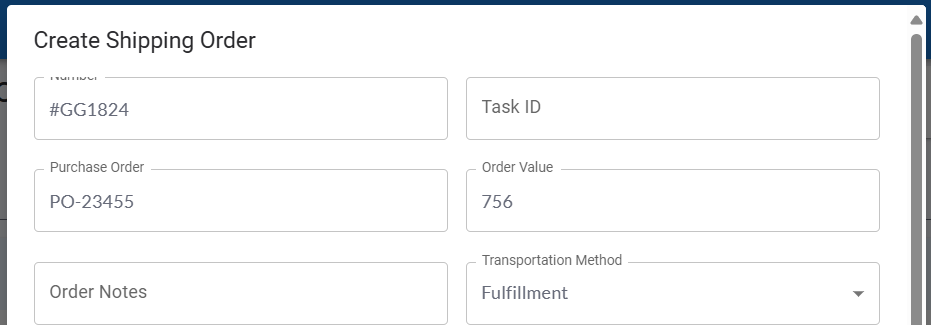 Create Shipping Order
Number
#GG1824
Task ID
Purchase Order
PO-23455
Order Value
756
Order Notes
Transportation Method
Fulfillment